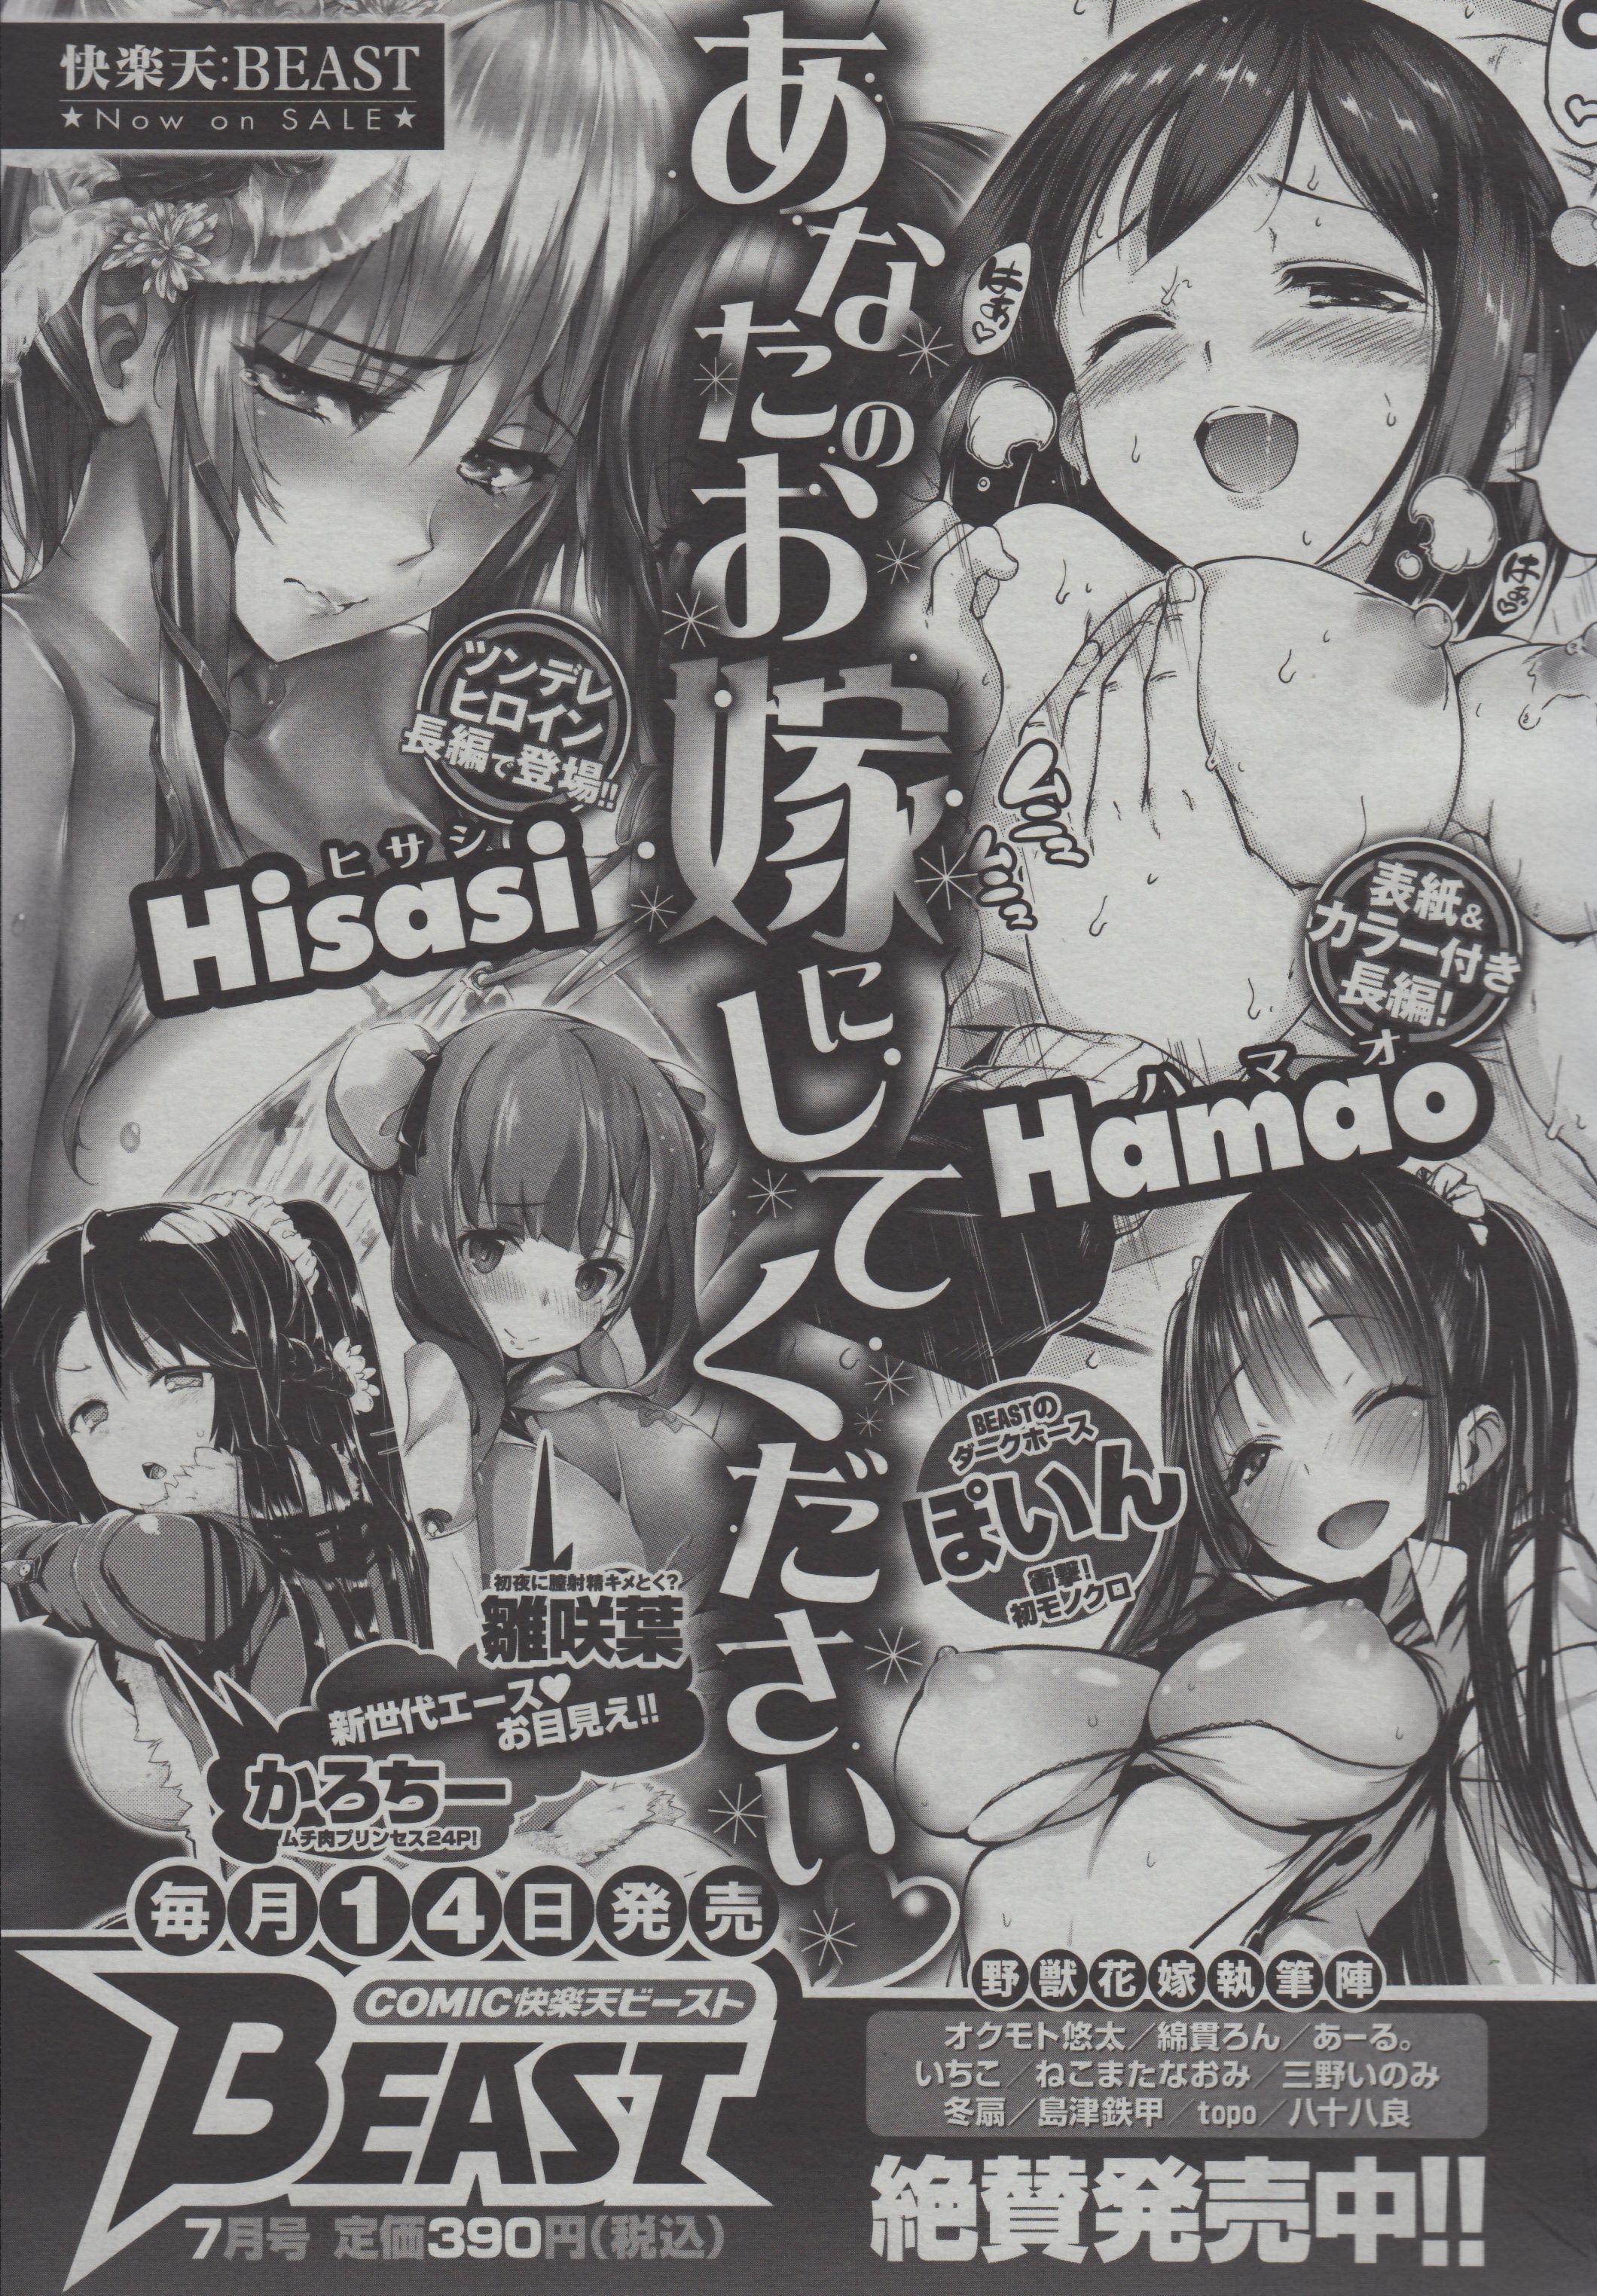 快楽天:BEAST
★Now on SALE★
あなたのお嫁にしてください♥
はぁ♡
はぁ♡
ツンデレ
ヒロイン
長編で登場!!
ヒサシ
Hisasi
表紙&
カラー付き
長編!
ハマオ
Hamao
BEASTの
ダークホース
ぽいん
衝撃!
初モノクロ
初夜に膣射精キメとく?
雛咲葉
新世代エース♥
お目見え!!
かろちー
ムチ肉プリンセス24P!
毎月14日発売
COMIC快楽天ビースト
BEAST
7月号 定価390円(税込)
野獣花嫁執筆陣
オクモト悠太/綿貫ろん/あーる。
いちこ/ねこまたなおみ/三野いのみ
冬扇/島津鉄甲/topo/八十八良
絶賛発売中!!